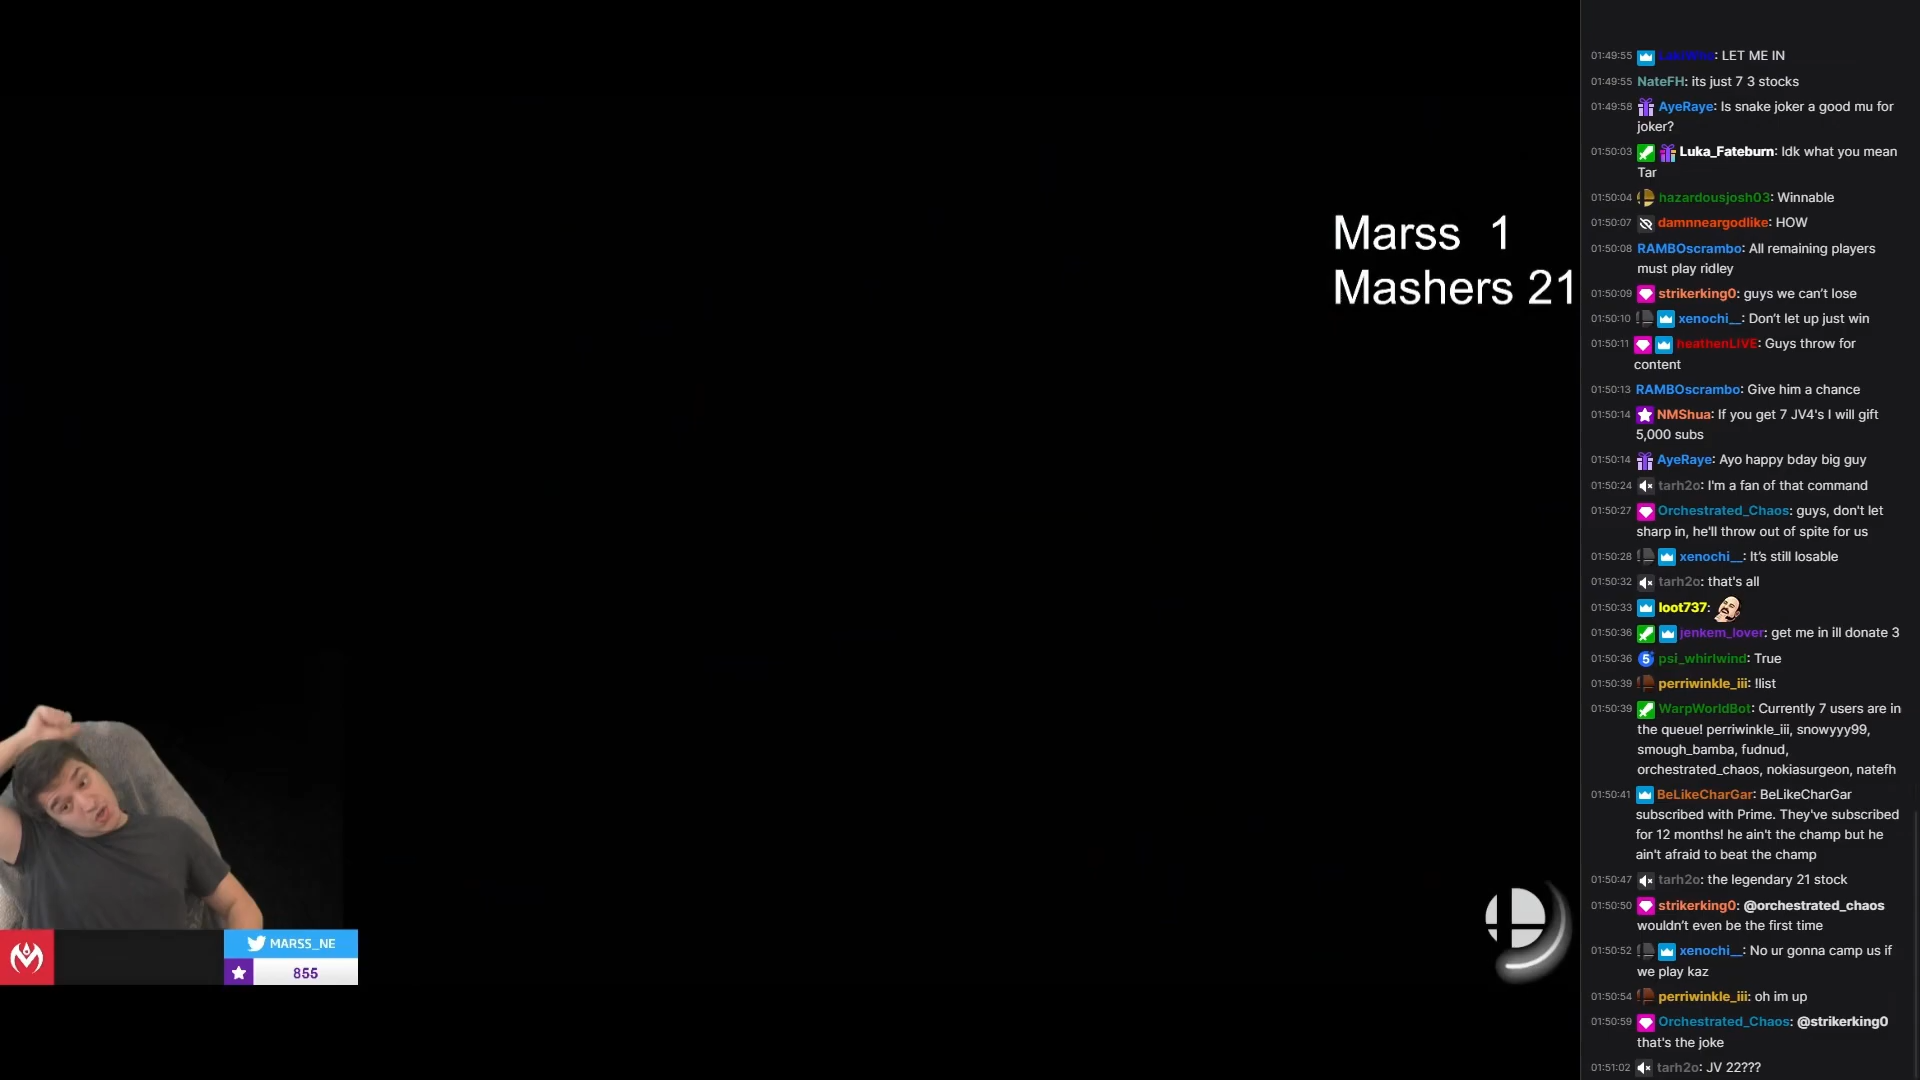 Marss 1
Mashers 21
MARSS_NE
855
01:49:55 : LET ME IN
01:49:55 NateFH: its just 7 3 stocks
01:49:58 AyeRaye: Is snake joker a good mu for
joker?
01:50:03 Luka_Fateburn: Idk what you mean
Tar
01:50:04 hazardousjosh03: Winnable
01:50:07 damnneargodlike: HOW
01:50:08 RAMBOscrambo: All remaining players
must play ridley
01:50:09 strikerking0: guys we can’t lose
01:50:10 xenochi__: Don’t let up just win
01:50:11 heathenLIVE: Guys throw for
content
01:50:13 RAMBOscrambo: Give him a chance
01:50:14 NMShua: If you get 7 JV4's I will gift
5,000 subs
01:50:14 AyeRaye: Ayo happy bday big guy
01:50:24 tarh2o: I'm a fan of that command
01:50:27 Orchestrated_Chaos: guys, don't let
sharp in, he'll throw out of spite for us
01:50:28 xenochi__: It’s still losable
01:50:32 tarh2o: that's all
01:50:33 loot737:
01:50:36 jenkem_lover: get me in ill donate 3
01:50:36 5 psi_whirlwind: True
01:50:39 perriwinkle_iii: !list
01:50:39 WarpWorldBot: Currently 7 users are in
the queue! perriwinkle_iii, snowyyy99,
smough_bamba, fudnud,
orchestrated_chaos, nokiasurgeon, natefh
01:50:41 BeLikeCharGar: BeLikeCharGar
subscribed with Prime. They've subscribed
for 12 months! he ain't the champ but he
ain't afraid to beat the champ
01:50:47 tarh2o: the legendary 21 stock
01:50:50 strikerking0: @orchestrated_chaos
wouldn’t even be the first time
01:50:52 xenochi__: No ur gonna camp us if
we play kaz
01:50:54 perriwinkle_iii: oh im up
01:50:59 Orchestrated_Chaos: @strikerking0
that's the joke
01:51:02 tarh2o: JV 22???